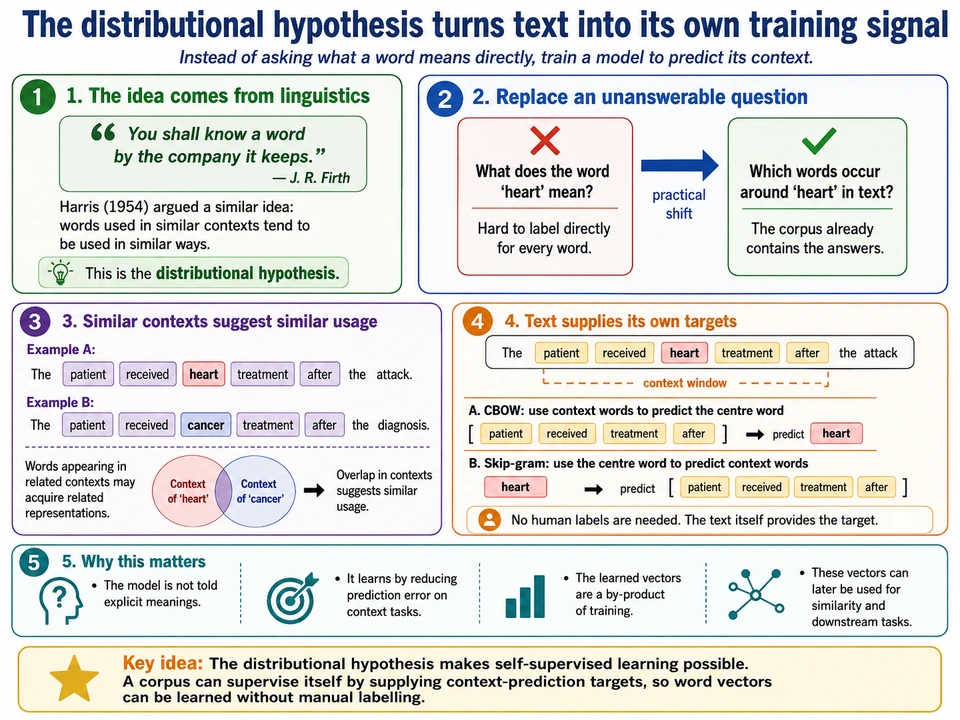 The distributional hypothesis turns text into its own training signal
Instead of asking what a word means directly, train a model to predict its context.
1 1. The idea comes from linguistics
“ You shall know a word
by the company it keeps.”
— J. R. Firth
Harris (1954) argued a similar idea:
words used in similar contexts tend to
be used in similar ways.
This is the distributional hypothesis.
2 2. Replace an unanswerable question
What does the word
‘heart’ mean?
Hard to label directly
for every word.
practical
shift
Which words occur
around ‘heart’ in text?
The corpus already
contains the answers.
3 3. Similar contexts suggest similar usage
Example A:
The patient received heart treatment after the attack.
Example B:
The patient received cancer treatment after the diagnosis.
Words appearing in
related contexts may
acquire related
representations.
Context
of ‘heart’
Context
of ‘cancer’
Overlap in contexts
suggests similar
usage.
4 4. Text supplies its own targets
The patient received heart treatment after the attack
context window
A. CBOW: use context words to predict the centre word
[ patient received treatment after ] predict heart
B. Skip-gram: use the centre word to predict context words
heart predict [ patient received treatment after ]
No human labels are needed. The text itself provides the target.
5 5. Why this matters
?
• The model is not told
explicit meanings.
• It learns by reducing
prediction error on
context tasks.
• The learned vectors
are a by-product
of training.
• These vectors can
later be used for
similarity and
downstream tasks.
Key idea: The distributional hypothesis makes self-supervised learning possible.
A corpus can supervise itself by supplying context-prediction targets, so word vectors
can be learned without manual labelling.